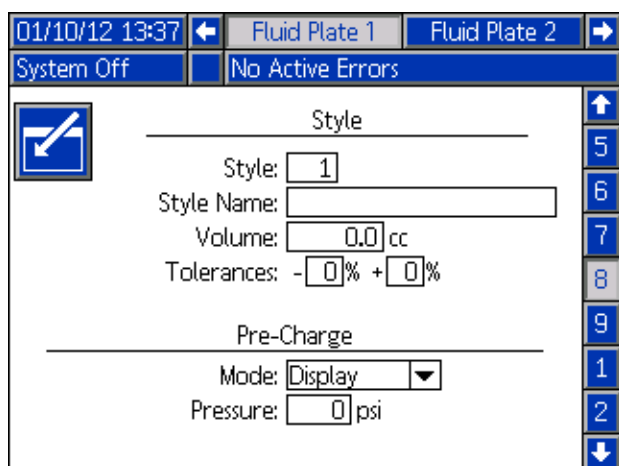 01/10/12 13:37 Fluid Plate 1 Fluid Plate 2
System Off No Active Errors
Style
Style: 1
Style Name:
Volume: 0.0 cc
Tolerances: - 0 % + 0 %
Pre-Charge
Mode: Display
Pressure: 0 psi
5
6
7
8
9
1
2